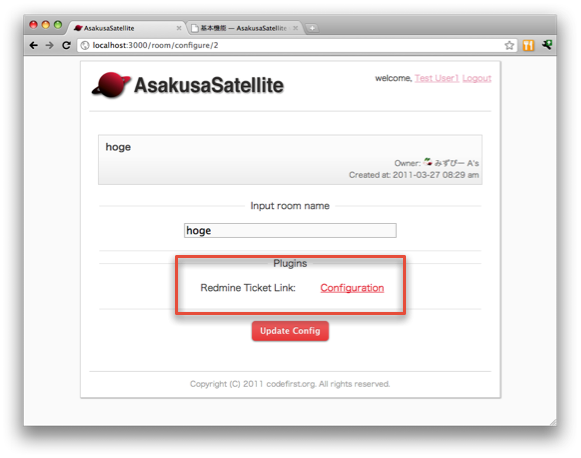 AsakusaSatellite
基本機能 — AsakusaSatellite
localhost:3000/room/configure/2
AsakusaSatellite
welcome, Test User1 Logout
hoge
Owner: みずぴー A's
Created at: 2011-03-27 08:29 am
Input room name
hoge
Plugins
Redmine Ticket Link: Configuration
Update Config
Copyright (C) 2011 codefirst.org. All rights reserved.